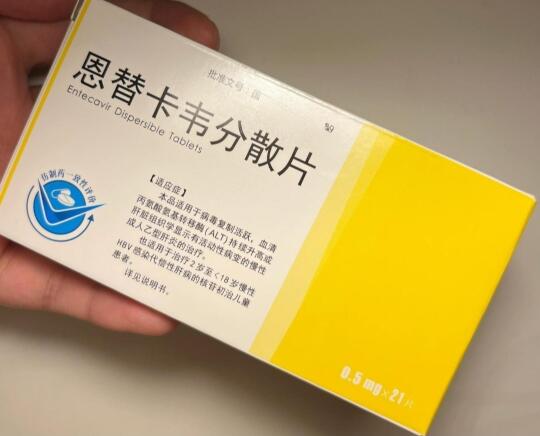 批准文号：国
恩替卡韦分散片
Entecavir Dispersible Tablets
仿制药一致性评价
【适应症】
本品适用于病毒复制活跃，血清
丙氨酸氨基转移酶(ALT)持续升高或
肝脏组织学显示有活动性病变的慢性
成人乙型肝炎的治疗。
也适用于治疗2岁至<18岁慢性
HBV感染代偿性肝病的核苷初治儿童
患者。
详见说明书。
0.5 mg×21片